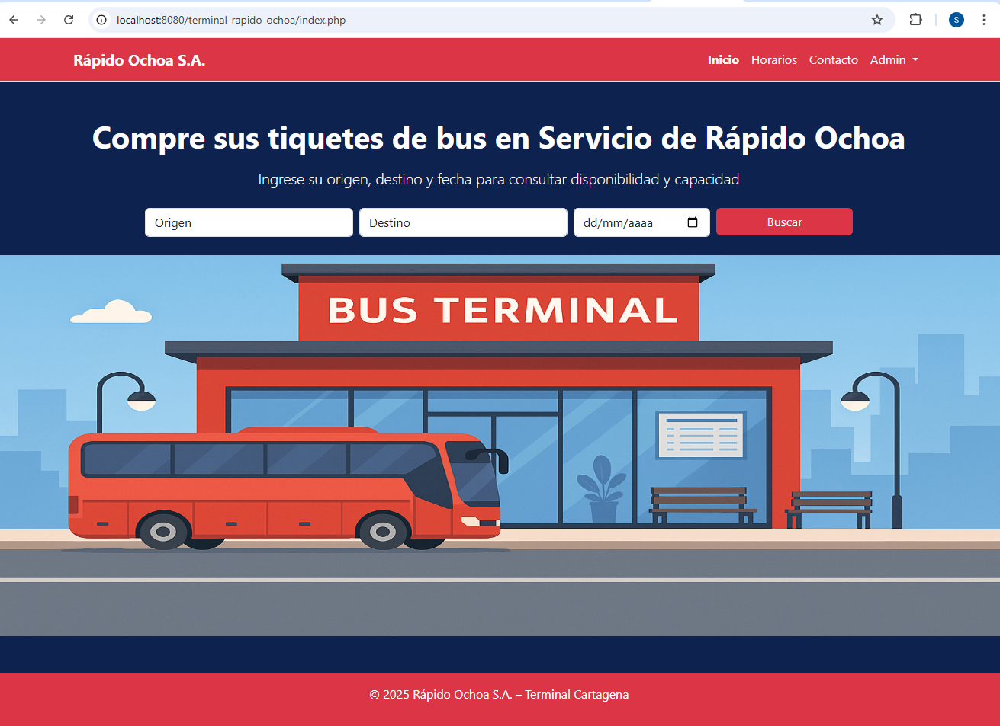 localhost:8080/terminal-rapido-ochoa/index.php
S
Rápido Ochoa S.A.
Inicio Horarios Contacto Admin
Compre sus tiquetes de bus en Servicio de Rápido Ochoa
Ingrese su origen, destino y fecha para consultar disponibilidad y capacidad
Origen Destino dd/mm/aaaa Buscar
BUS TERMINAL
© 2025 Rápido Ochoa S.A. – Terminal Cartagena